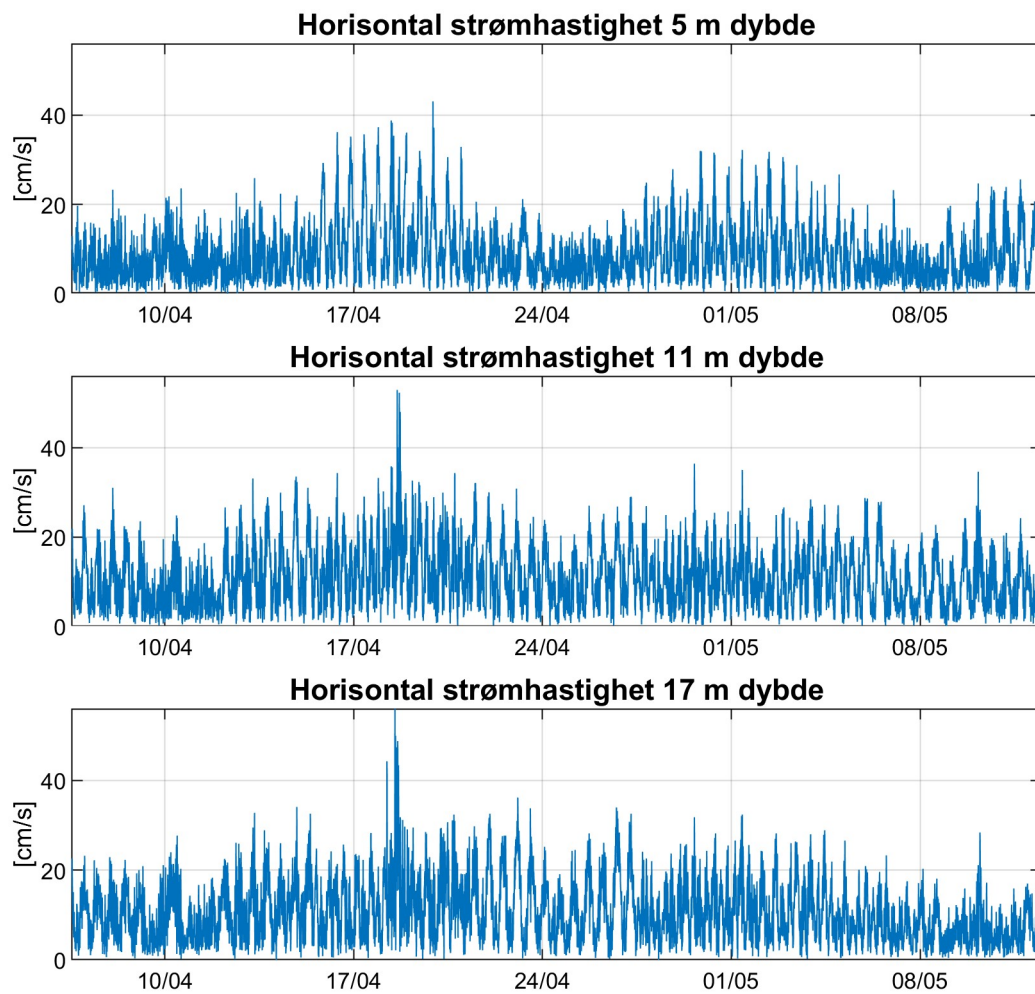 Horisontal strømhastighet 5 m dybde
[cm/s]
40
20
0
10/04 17/04 24/04 01/05 08/05
Horisontal strømhastighet 11 m dybde
[cm/s]
40
20
0
10/04 17/04 24/04 01/05 08/05
Horisontal strømhastighet 17 m dybde
[cm/s]
40
20
0
10/04 17/04 24/04 01/05 08/05